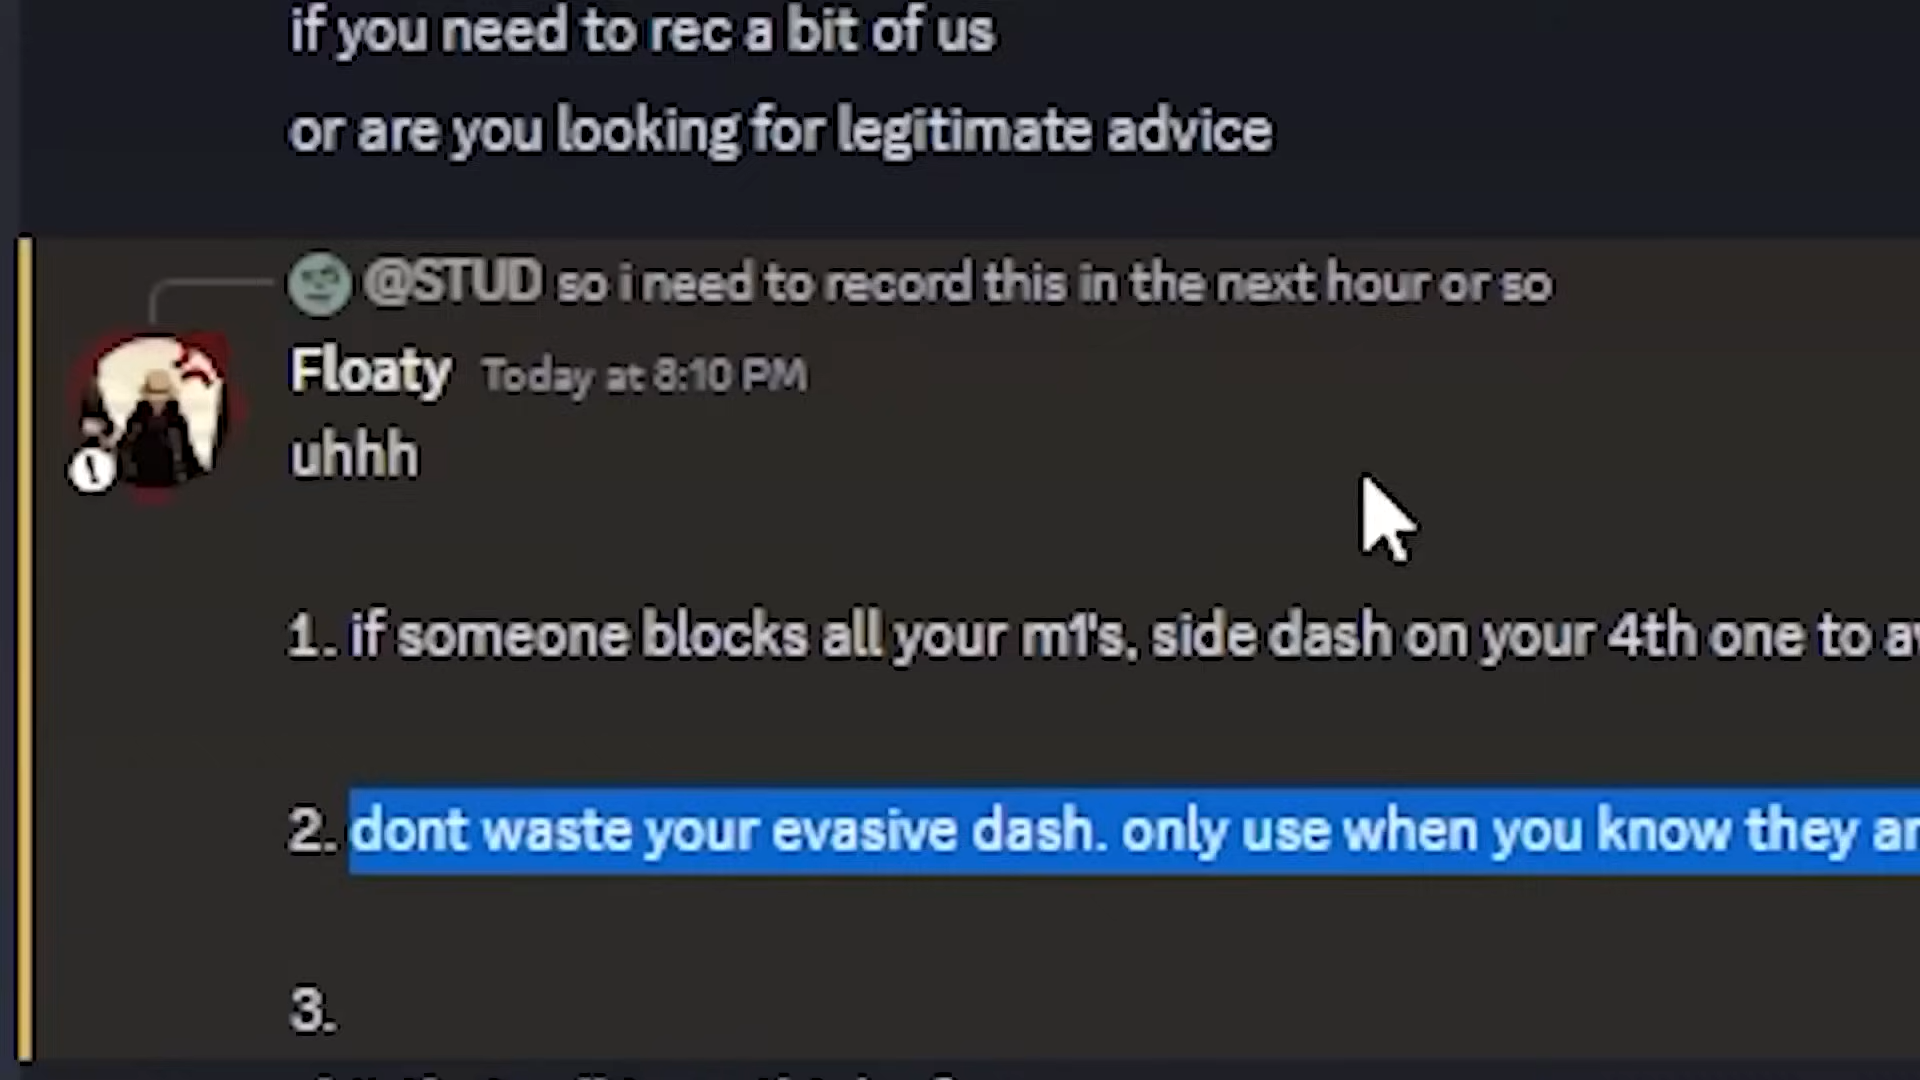 if you need to rec a bit of us
or are you looking for legitimate advice
@STUD so i need to record this in the next hour or so
Floaty Today at 8:10 PM
uhhh
1. if someone blocks all your m1's, side dash on your 4th one to
2. dont waste your evasive dash. only use when you know they
3.